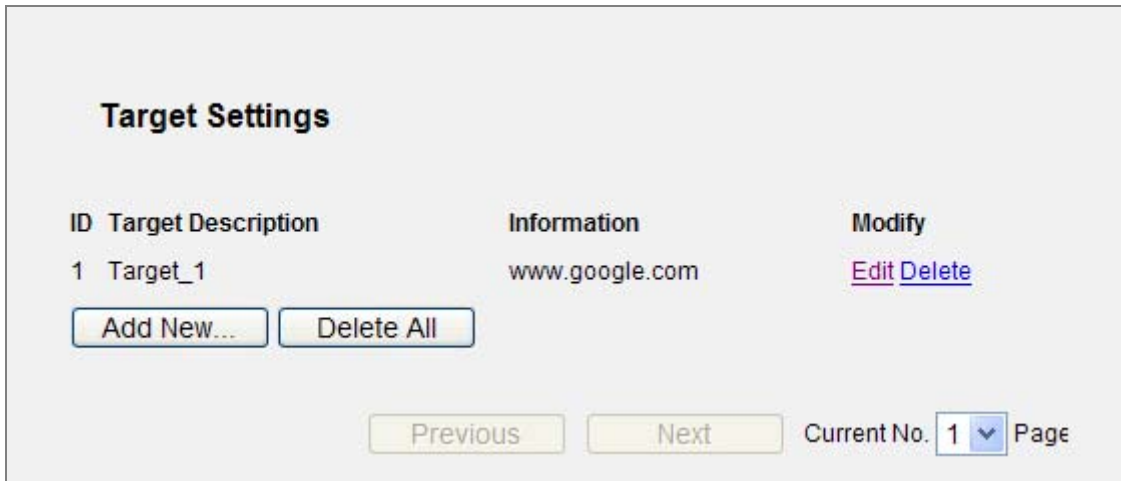 Target Settings
ID Target Description Information Modify
1 Target_1 www.google.com Edit Delete
Add New... Delete All
Previous Next Current No. 1 Page